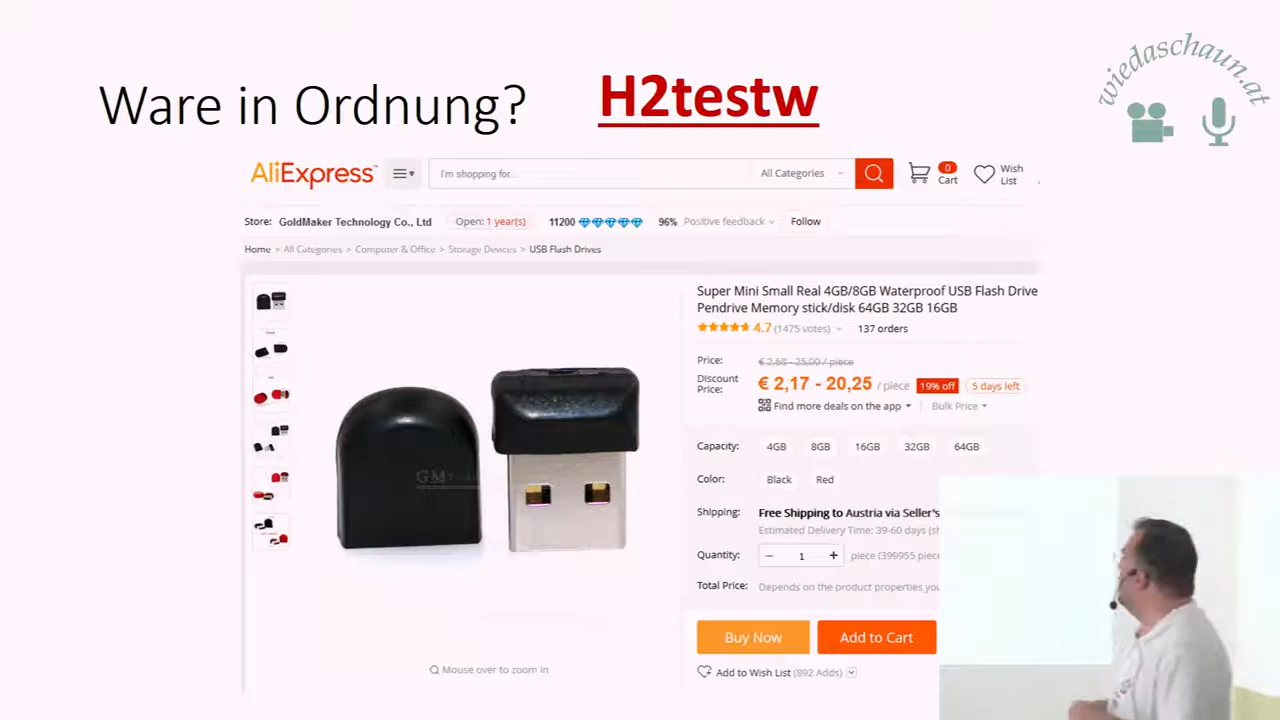 Ware in Ordnung? H2testw
wiedaschaun.at
AliExpress™ I'm shopping for... All Categories 0 Cart Wish List
Store: GoldMaker Technology Co., Ltd Open: 1 year(s) 11200 96% Positive feedback Follow
Home > All Categories > Computer & Office > Storage Devices > USB Flash Drives
Super Mini Small Real 4GB/8GB Waterproof USB Flash Drive
Pendrive Memory stick/disk 64GB 32GB 16GB
4.7 (1475 votes) 137 orders
Price: € 2,68 - 25,00 / piece
Discount Price: € 2,17 - 20,25 / piece 19% off 5 days left
Find more deals on the app Bulk Price
Capacity: 4GB 8GB 16GB 32GB 64GB
Color: Black Red
GM
Shipping: Free Shipping to Austria via Seller's
Estimated Delivery Time: 39-60 days (sh
Quantity: − 1 + piece (399955 piece
Total Price: Depends on the product properties you
Buy Now Add to Cart
Mouse over to zoom in
Add to Wish List (892 Adds)